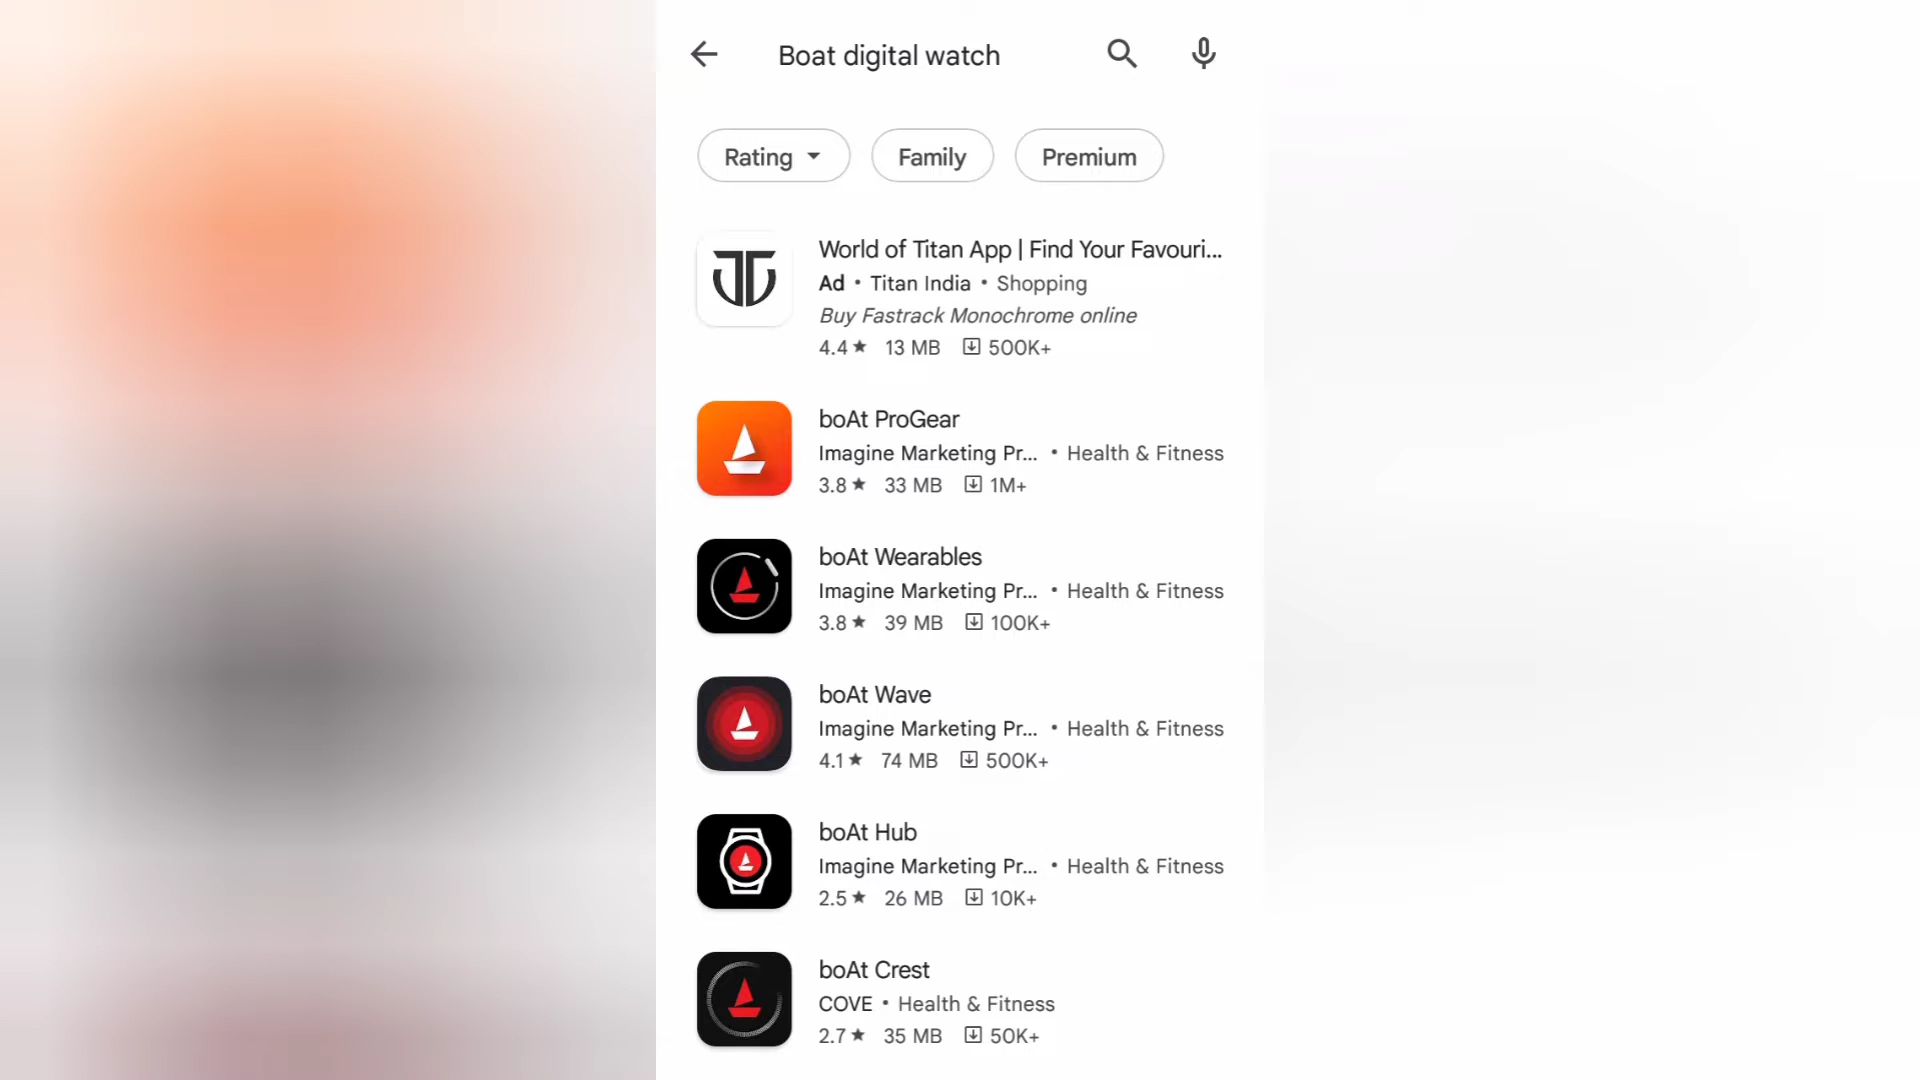 Boat digital watch
Rating
Family
Premium
World of Titan App | Find Your Favouri...
Ad • Titan India • Shopping
Buy Fastrack Monochrome online
4.4★ 13 MB 500K+
boAt ProGear
Imagine Marketing Pr... • Health & Fitness
3.8★ 33 MB 1M+
boAt Wearables
Imagine Marketing Pr... • Health & Fitness
3.8★ 39 MB 100K+
boAt Wave
Imagine Marketing Pr... • Health & Fitness
4.1★ 74 MB 500K+
boAt Hub
Imagine Marketing Pr... • Health & Fitness
2.5★ 26 MB 10K+
boAt Crest
COVE • Health & Fitness
2.7★ 35 MB 50K+